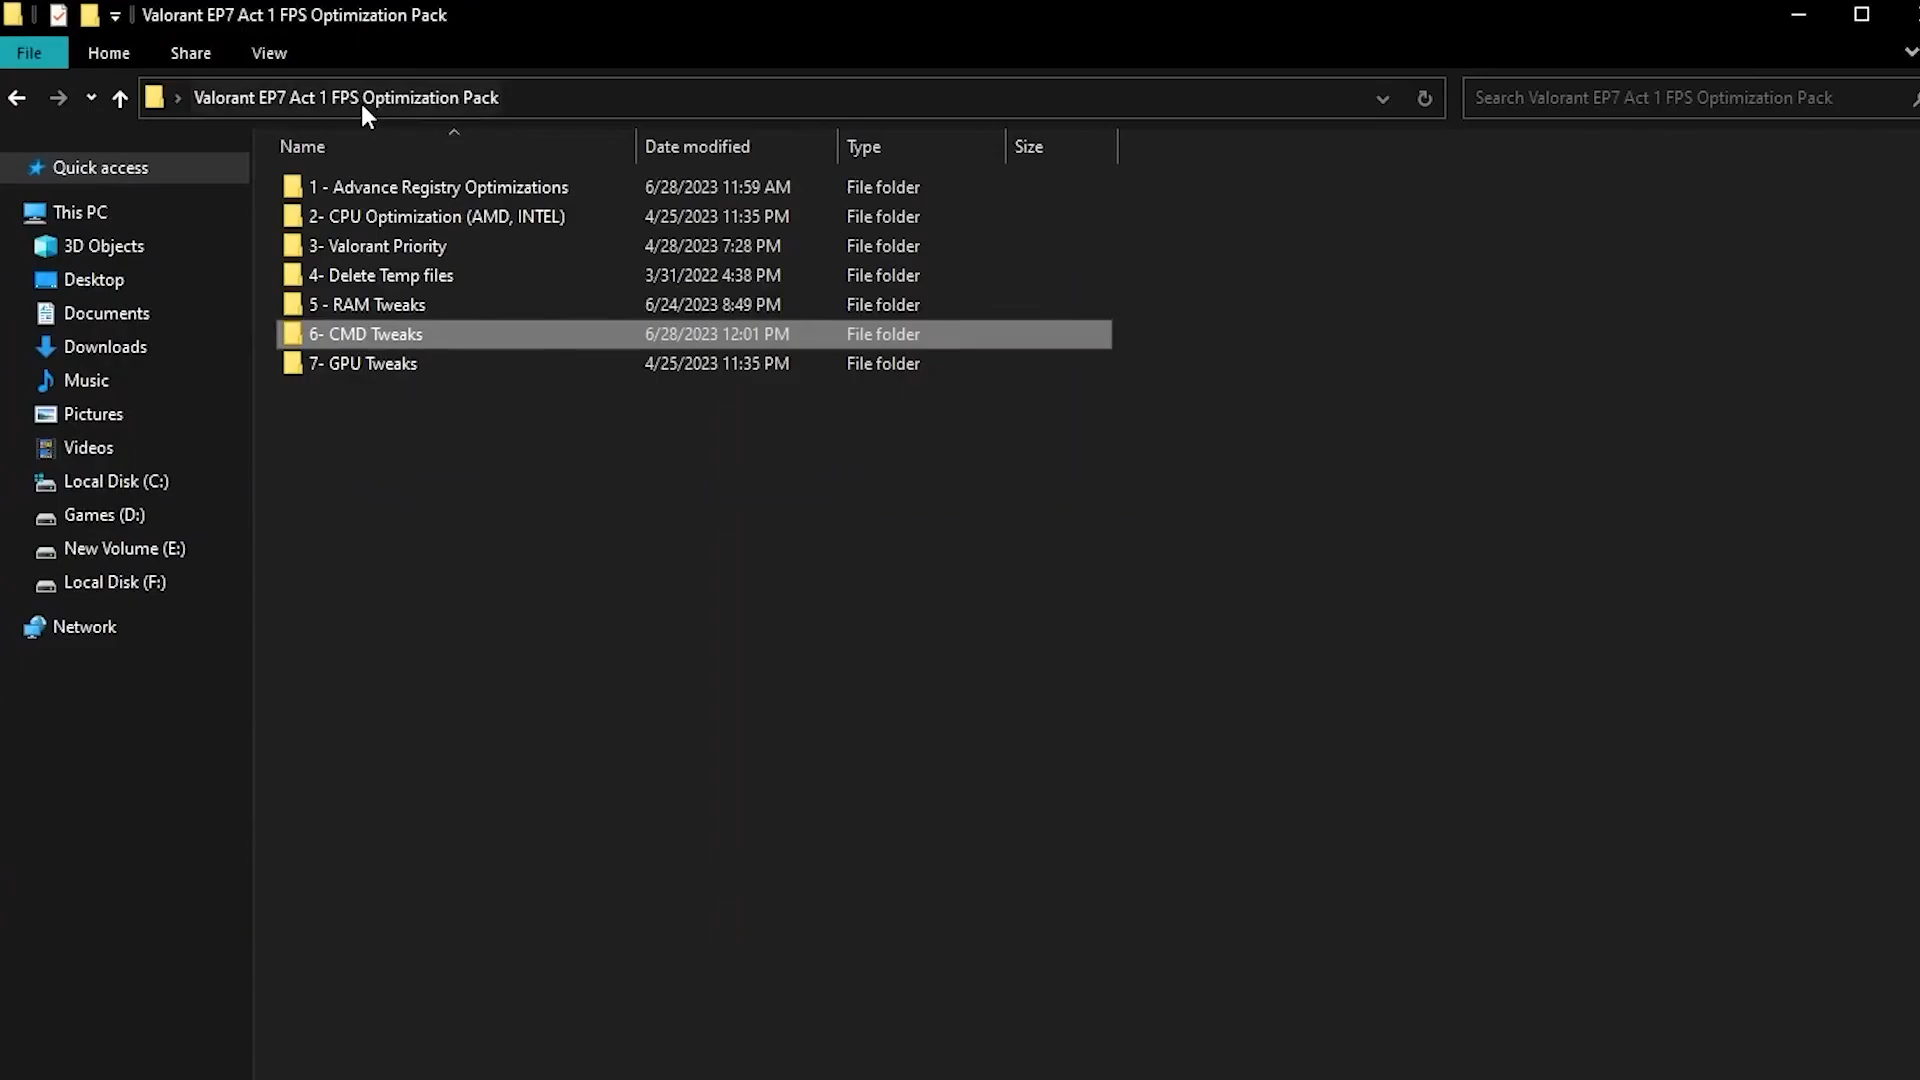 Valorant EP7 Act 1 FPS Optimization Pack
File Home Share View
Valorant EP7 Act 1 FPS Optimization Pack
Search Valorant EP7 Act 1 FPS Optimization Pack
Quick access
This PC
3D Objects
Desktop
Documents
Downloads
Music
Pictures
Videos
Local Disk (C:)
Games (D:)
New Volume (E:)
Local Disk (F:)
Network
Name Date modified Type Size
1 - Advance Registry Optimizations 6/28/2023 11:59 AM File folder
2- CPU Optimization (AMD, INTEL) 4/25/2023 11:35 PM File folder
3- Valorant Priority 4/28/2023 7:28 PM File folder
4- Delete Temp files 3/31/2022 4:38 PM File folder
5 - RAM Tweaks 6/24/2023 8:49 PM File folder
6- CMD Tweaks 6/28/2023 12:01 PM File folder
7- GPU Tweaks 4/25/2023 11:35 PM File folder